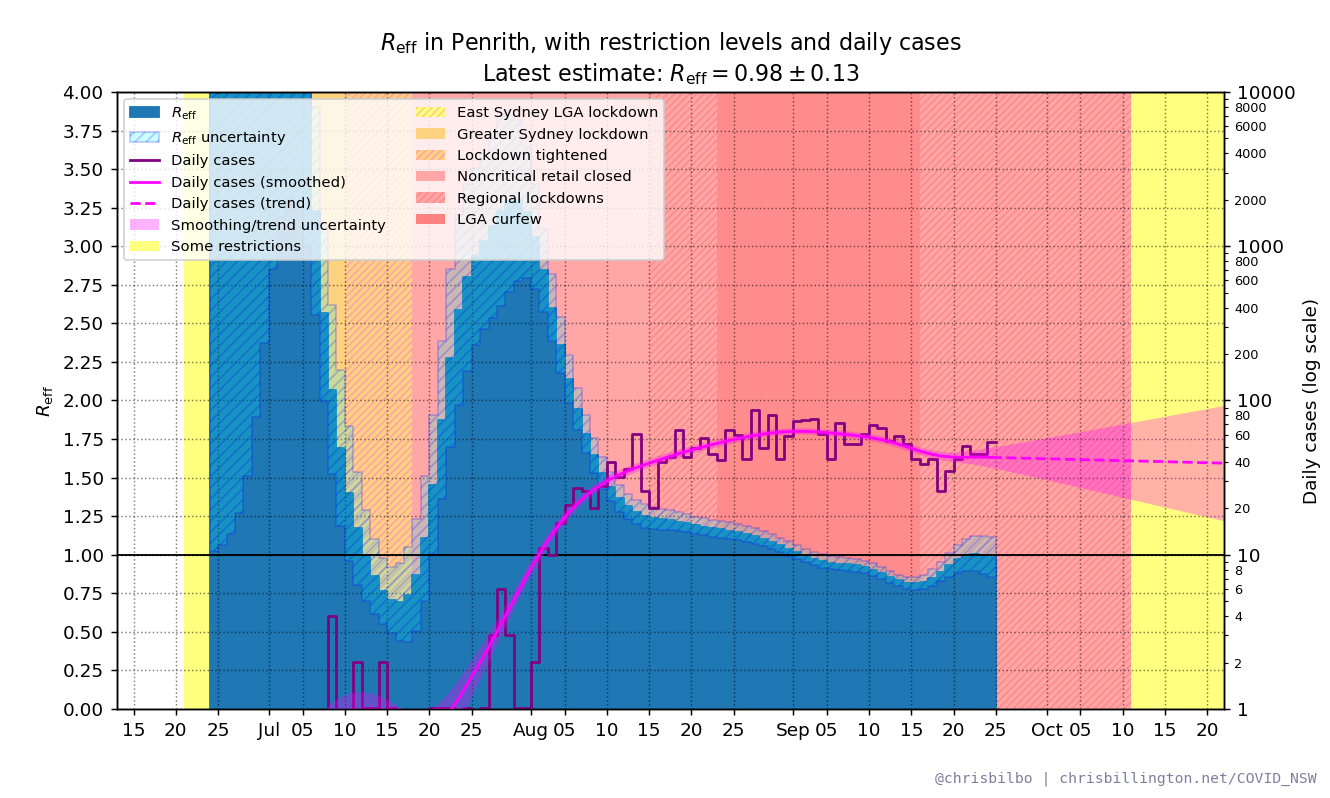 R_eff in Penrith, with restriction levels and daily cases
Latest estimate: R_eff = 0.98 ± 0.13
R_eff
R_eff uncertainty
Daily cases
Daily cases (smoothed)
Daily cases (trend)
Smoothing/trend uncertainty
Some restrictions
East Sydney LGA lockdown
Greater Sydney lockdown
Lockdown tightened
Noncritical retail closed
Regional lockdowns
LGA curfew
R_eff
4.00
3.75
3.50
3.25
3.00
2.75
2.50
2.25
2.00
1.75
1.50
1.25
1.00
0.75
0.50
0.25
0.00
10000
8000
6000
4000
2000
1000
800
600
400
200
100
80
60
40
20
10
8
6
4
2
1
Daily cases (log scale)
15 20 25 Jul 05 10 15 20 25 Aug 05 10 15 20 25 Sep 05 10 15 20 25 Oct 05 10 15 20
@chrisbilbo | chrisbillington.net/COVID_NSW